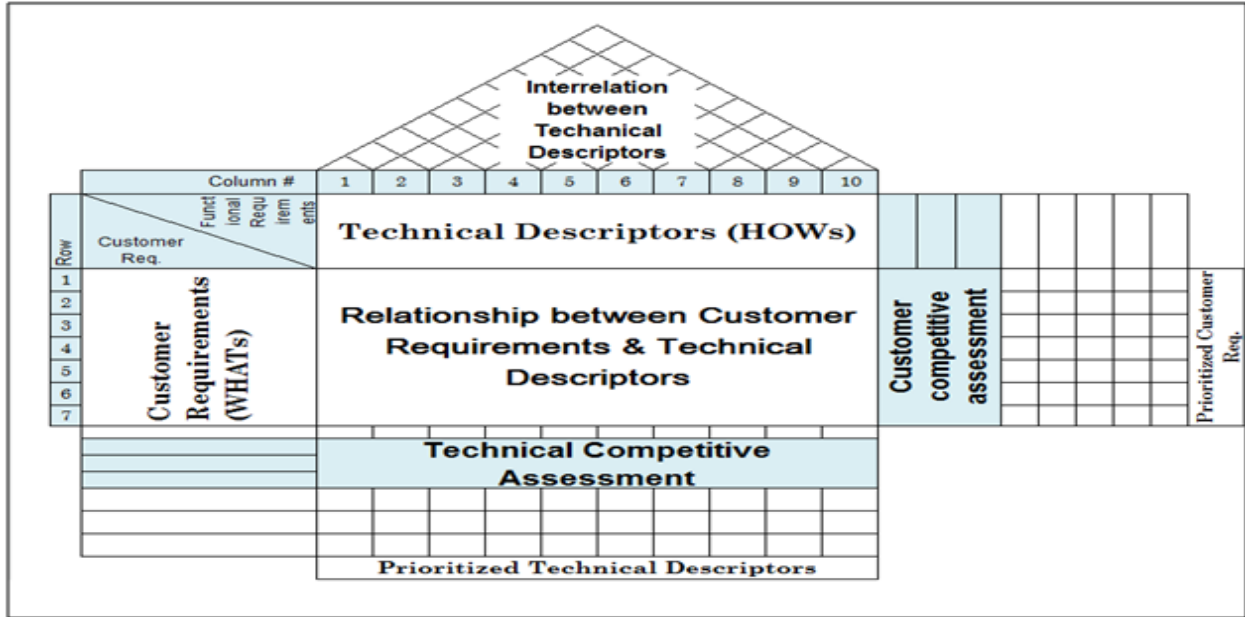 Interrelation
between
Techanical
Descriptors
Column #
1 2 3 4 5 6 7 8 9 10
Row
Customer
Req.
Funct
ional
Requ
irem
ents
Technical Descriptors (HOWs)
1
2
3
4
5
6
7
Customer
Requirements
(WHATs)
Relationship between Customer
Requirements & Technical
Descriptors
Customer
competitive
assessment
Prioritized Customer
Req.
Technical Competitive
Assessment
Prioritized Technical Descriptors